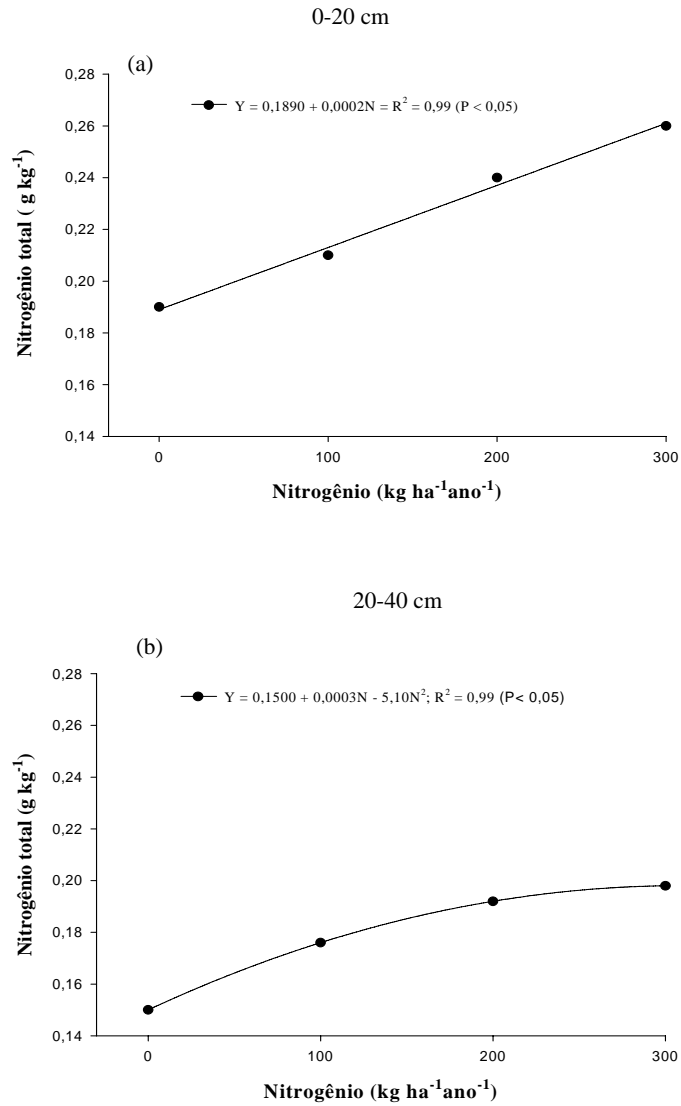 0-20 cm
(a)
Y = 0,1890 + 0,0002N = R² = 0,99 (P < 0,05)
0,28
0,26
0,24
0,22
0,20
0,18
0,16
0,14
Nitrogênio total ( g kg⁻¹)
0 100 200 300
Nitrogênio (kg ha⁻¹ano⁻¹)
20-40 cm
(b)
Y = 0,1500 + 0,0003N - 5,10N²; R² = 0,99 (P< 0,05)
0,28
0,26
0,24
0,22
0,20
0,18
0,16
0,14
Nitrogênio total (g kg⁻¹)
0 100 200 300
Nitrogênio (kg ha⁻¹ano⁻¹)